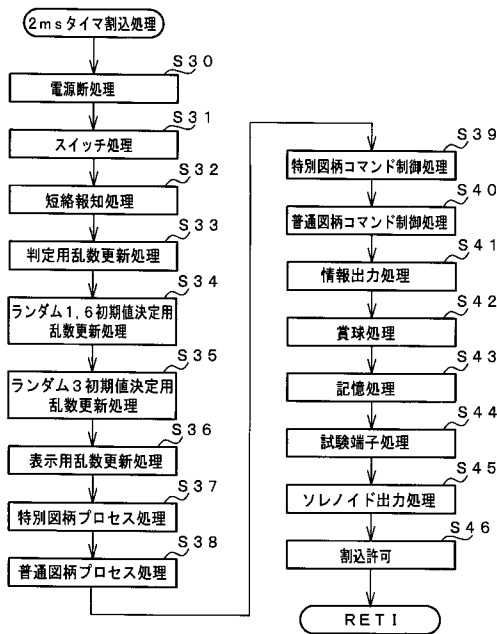 2msタイマ割込処理
S30
電源断処理
S31
スイッチ処理
S32
短絡報知処理
S33
判定用乱数更新処理
S34
ランダム1,6初期値決定用
乱数更新処理
S35
ランダム3初期値決定用
乱数更新処理
S36
表示用乱数更新処理
S37
特別図柄プロセス処理
S38
普通図柄プロセス処理
S39
特別図柄コマンド制御処理
S40
普通図柄コマンド制御処理
S41
情報出力処理
S42
賞球処理
S43
記憶処理
S44
試験端子処理
S45
ソレノイド出力処理
S46
割込許可
RETI